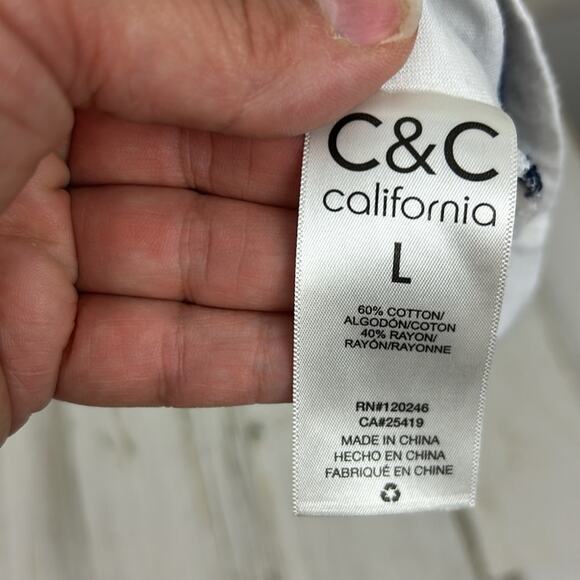 C&C
california
L
60% COTTON/
ALGODÓN/COTON
40% RAYON/
RAYÓN/RAYONNE
RN#120246
CA#25419
MADE IN CHINA
HECHO EN CHINA
FABRIQUÉ EN CHINE